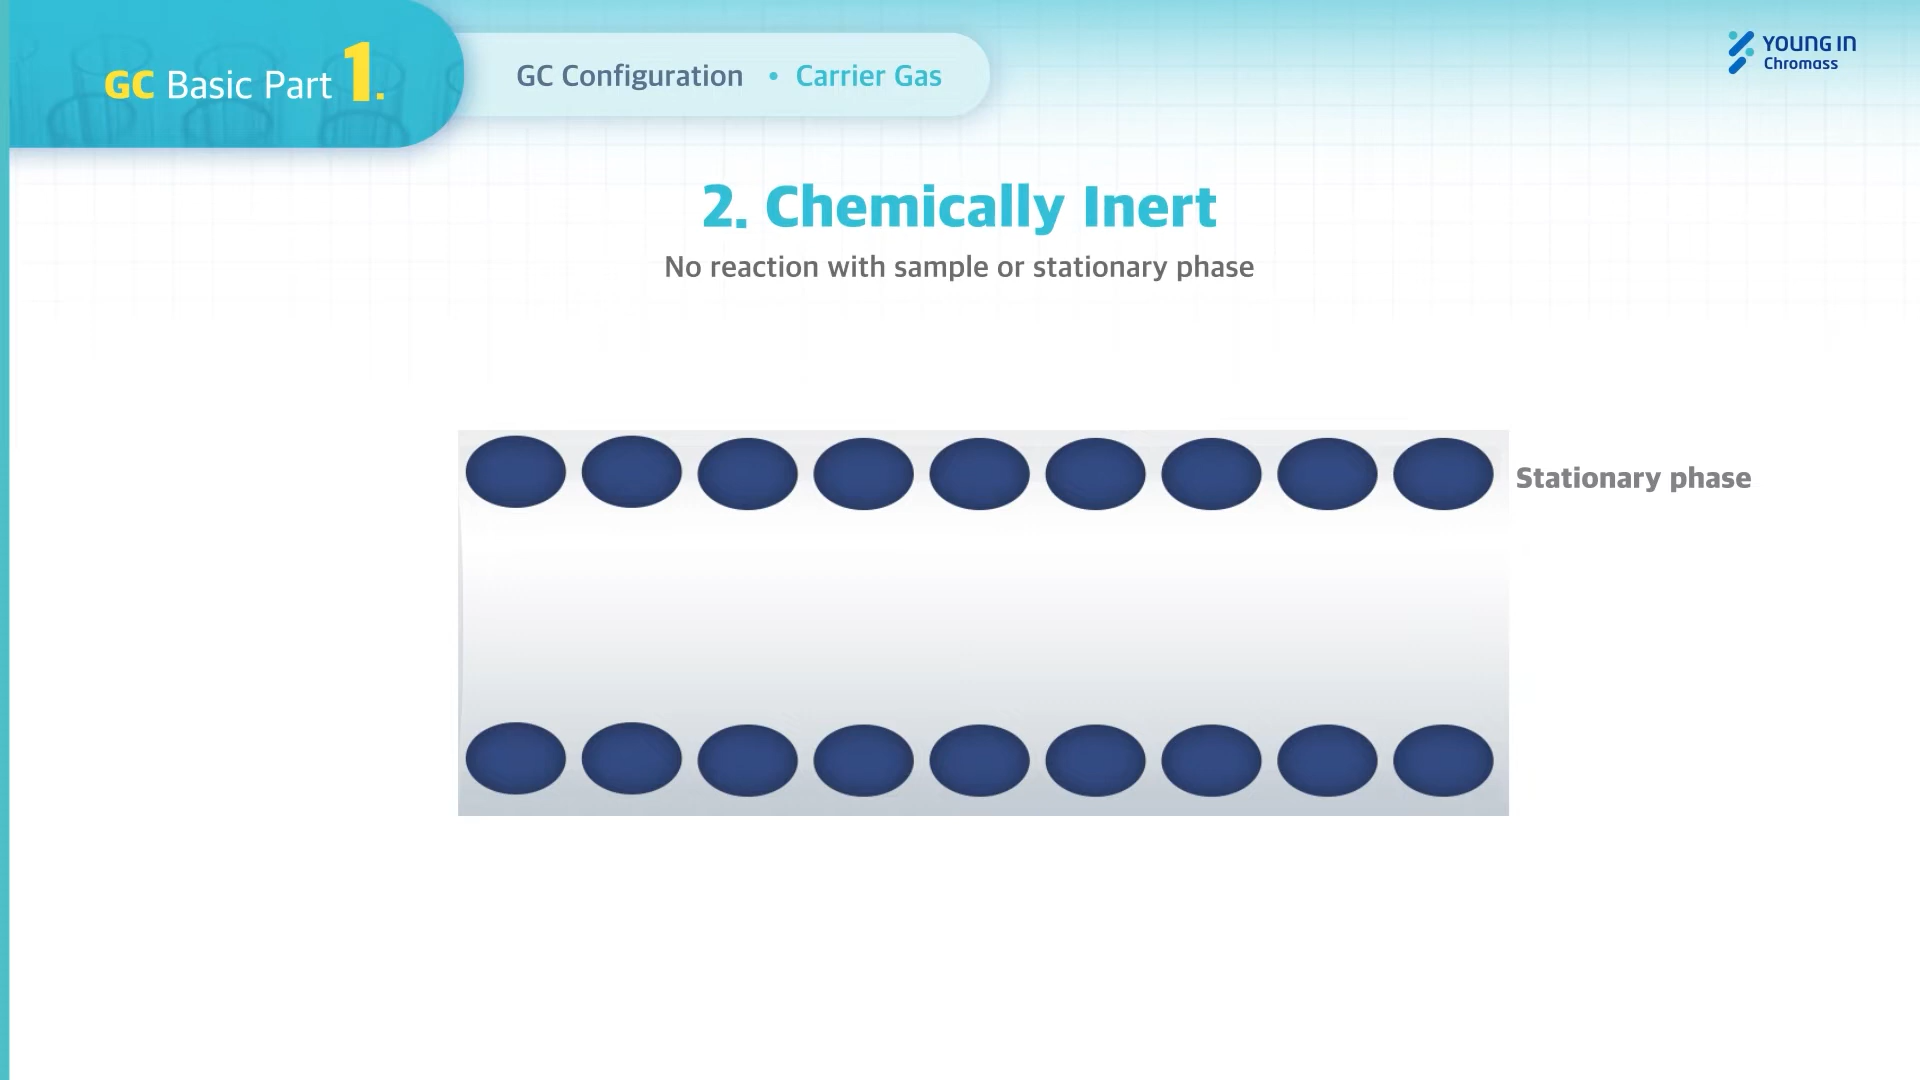 GC Basic Part 1.
GC Configuration • Carrier Gas
YOUNG IN
Chromass
2. Chemically Inert
No reaction with sample or stationary phase
Stationary phase